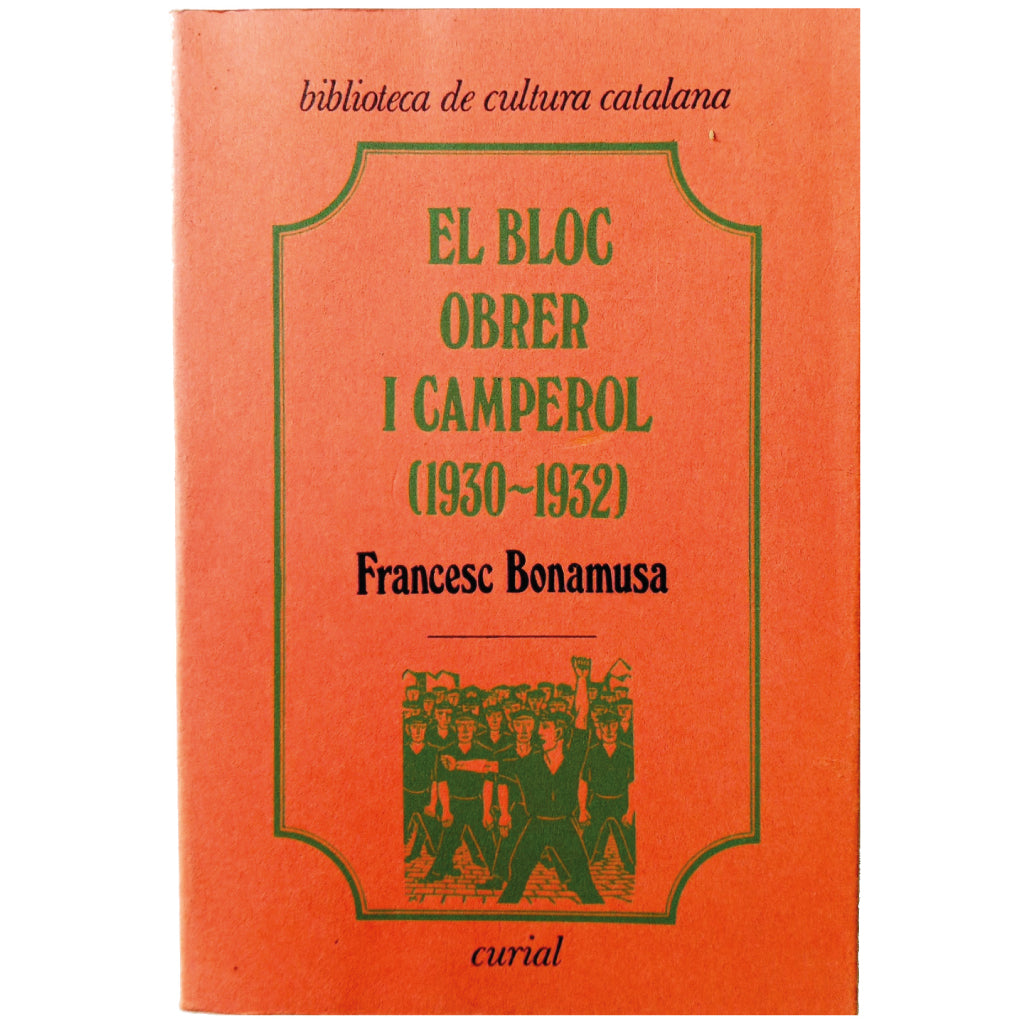 biblioteca de cultura catalana
EL BLOC
OBRER
I CAMPEROL
(1930~1932)
Francesc Bonamusa
curial